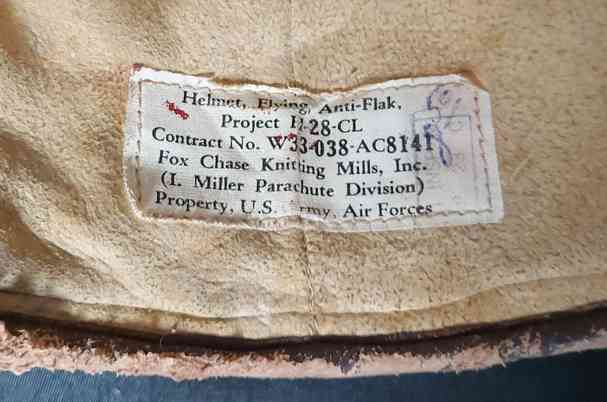 Helmet, Flying, Anti-Flak,
Project H-28-CL
Contract No. W33-038-AC8141
Fox Chase Knitting Mills, Inc.
(I. Miller Parachute Division)
Property, U.S. Army, Air Forces